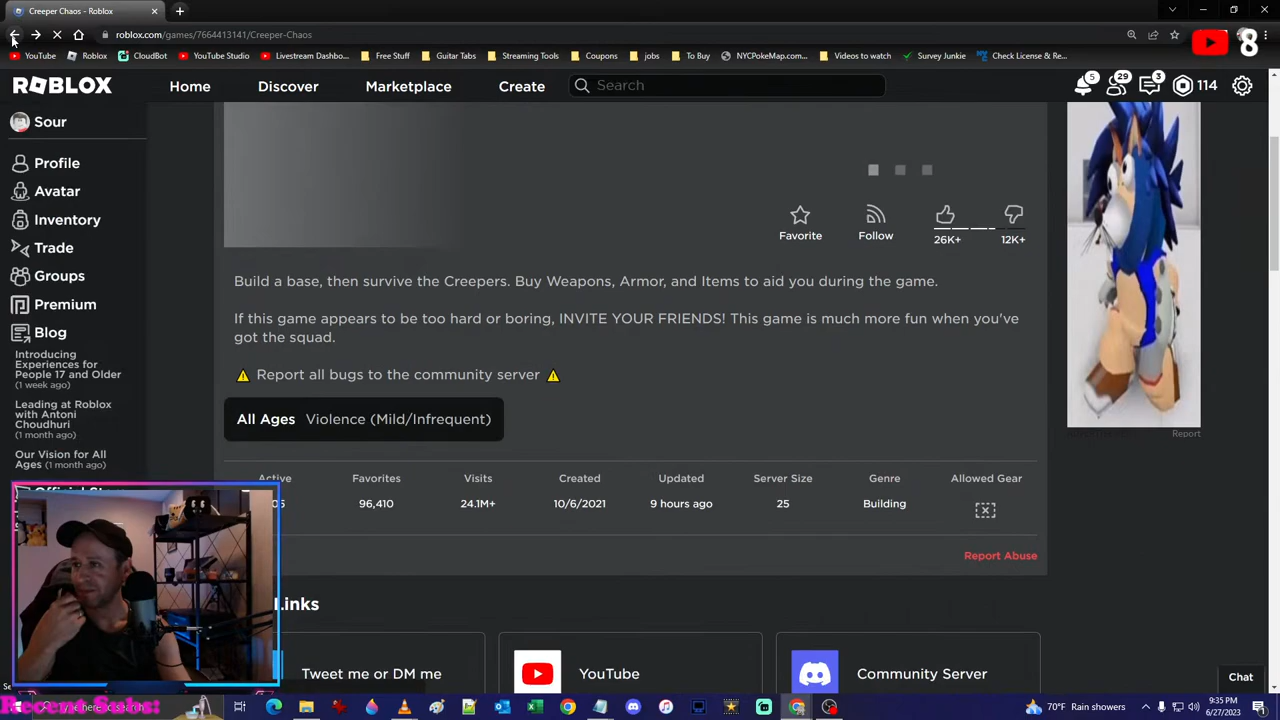 Creeper Chaos - Roblox
roblox.com/games/7664413141/Creeper-Chaos
YouTube
Roblox
CloudBot
YouTube Studio
Livestream Dashbo...
Free Stuff
Guitar Tabs
Streaming Tools
Coupons
jobs
To Buy
NYCPokeMap.com...
Videos to watch
Survey Junkie
Check License & Re...
8
ROBLOX
Home
Discover
Marketplace
Create
Search
5
29
3
114
Sour
Profile
Avatar
Inventory
Trade
Groups
Premium
Blog
Introducing
Experiences for
People 17 and Older
(1 week ago)
Leading at Roblox
with Antoni
Choudhuri
(1 month ago)
Our Vision for All
Ages (1 month ago)
Favorite
Follow
26K+
12K+
Build a base, then survive the Creepers. Buy Weapons, Armor, and Items to aid you during the game.
If this game appears to be too hard or boring, INVITE YOUR FRIENDS! This game is much more fun when you've
got the squad.
⚠ Report all bugs to the community server ⚠
All Ages Violence (Mild/Infrequent)
Report
Active
Favorites
Visits
Created
Updated
Server Size
Genre
Allowed Gear
96,410
24.1M+
10/6/2021
9 hours ago
25
Building
Report Abuse
Links
Tweet me or DM me
YouTube
Community Server
Chat
Recent Subs:
70°F Rain showers
9:35 PM
6/27/2023